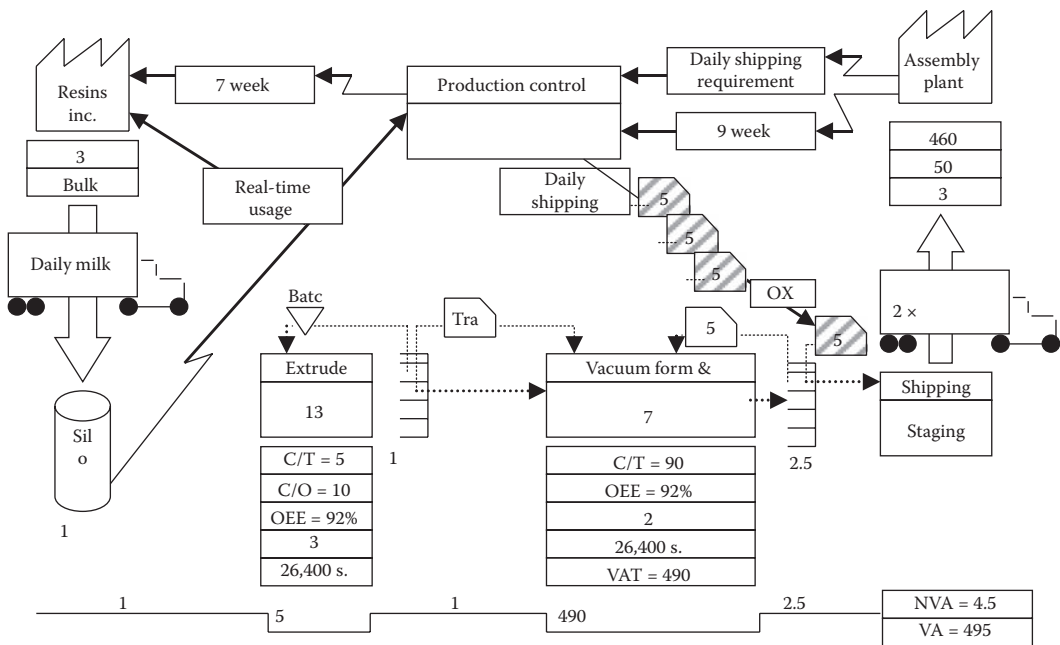 Resins
inc.
7 week
Production control
Daily shipping
requirement
9 week
Assembly
plant
3
Bulk
Real-time
usage
Daily
shipping
5
5
5
460
50
3
Daily milk
OX
5
2 ×
Batc
Tra
5
Extrude
13
1
Vacuum form &
7
2.5
Shipping
Staging
Sil
o
1
C/T = 5
C/O = 10
OEE = 92%
3
26,400 s.
C/T = 90
OEE = 92%
2
26,400 s.
VAT = 490
1
5
1
490
2.5
NVA = 4.5
VA = 495